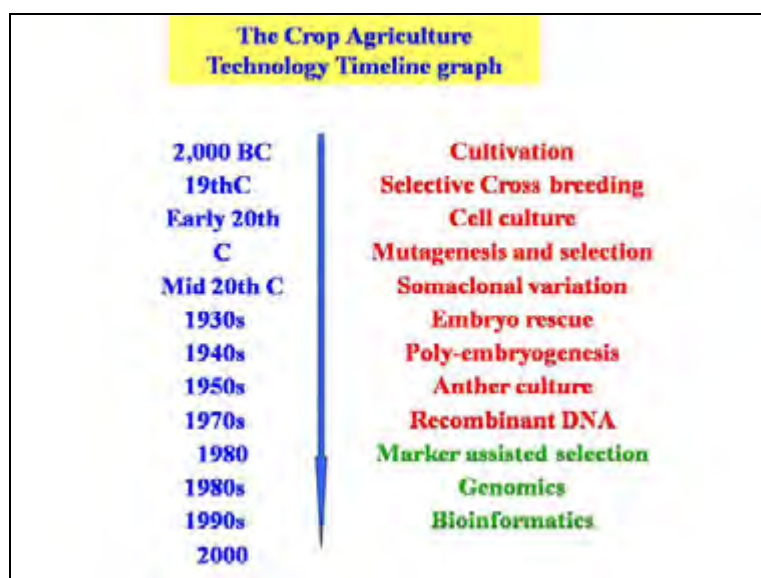 The Crop Agriculture
Technology Timeline graph
2,000 BC Cultivation
19thC Selective Cross breeding
Early 20th Cell culture
C Mutagenesis and selection
Mid 20th C Somaclonal variation
1930s Embryo rescue
1940s Poly-embryogenesis
1950s Anther culture
1970s Recombinant DNA
1980 Marker assisted selection
1980s Genomics
1990s Bioinformatics
2000